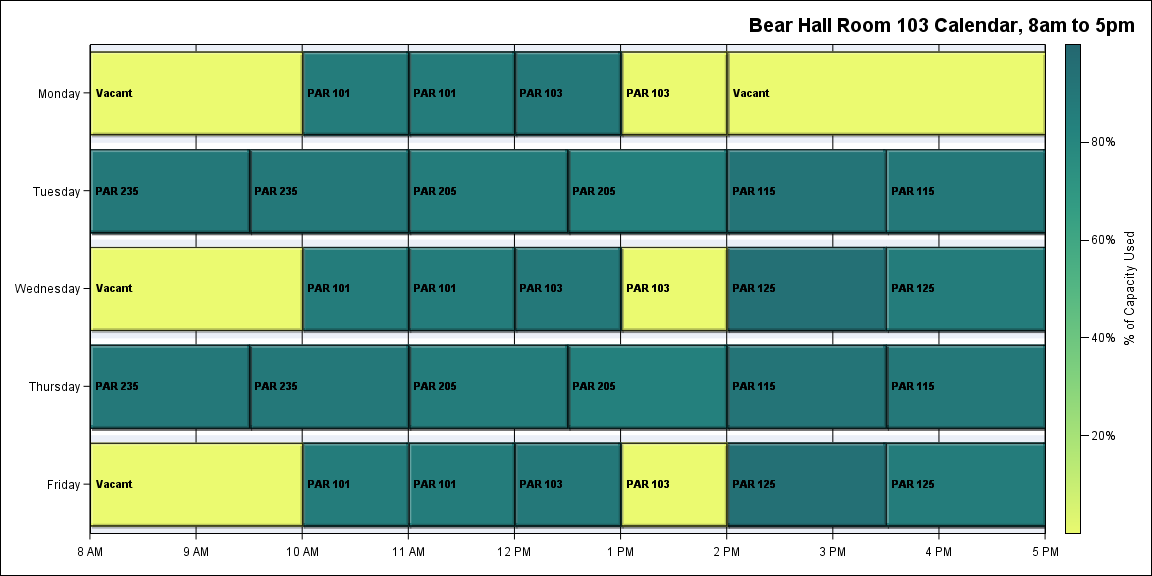 Bear Hall Room 103 Calendar, 8am to 5pm
Monday
Vacant
PAR 101
PAR 101
PAR 103
PAR 103
Vacant
Tuesday
PAR 235
PAR 235
PAR 205
PAR 205
PAR 115
PAR 115
Wednesday
Vacant
PAR 101
PAR 101
PAR 103
PAR 103
PAR 125
PAR 125
Thursday
PAR 235
PAR 235
PAR 205
PAR 205
PAR 115
PAR 115
Friday
Vacant
PAR 101
PAR 101
PAR 103
PAR 103
PAR 125
PAR 125
8 AM
9 AM
10 AM
11 AM
12 PM
1 PM
2 PM
3 PM
4 PM
5 PM
80%
60%
40%
20%
% of Capacity Used